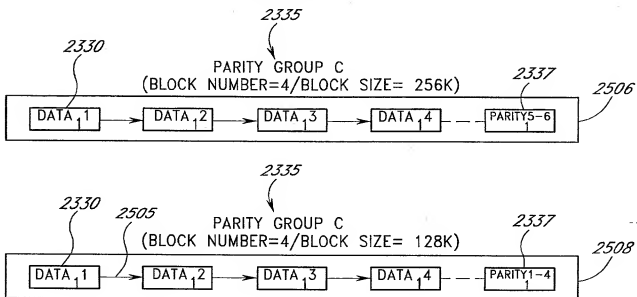 2335
2330
PARITY GROUP C
2337
(BLOCK NUMBER=4/BLOCK SIZE= 256K)
2506
DATA 1 1 DATA 1 2 DATA 1 3 DATA 1 4 PARITY5-6 1
2335
2330 2505
PARITY GROUP C
2337
(BLOCK NUMBER=4/BLOCK SIZE= 128K)
2508
DATA 1 1 DATA 1 2 DATA 1 3 DATA 1 4 PARITY1-4 1